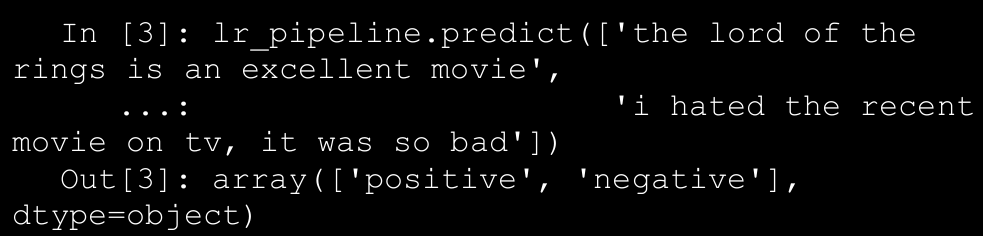 In [3]: lr_pipeline.predict(['the lord of the
rings is an excellent movie',
...: 'i hated the recent
movie on tv, it was so bad'])
Out[3]: array(['positive', 'negative'],
dtype=object)